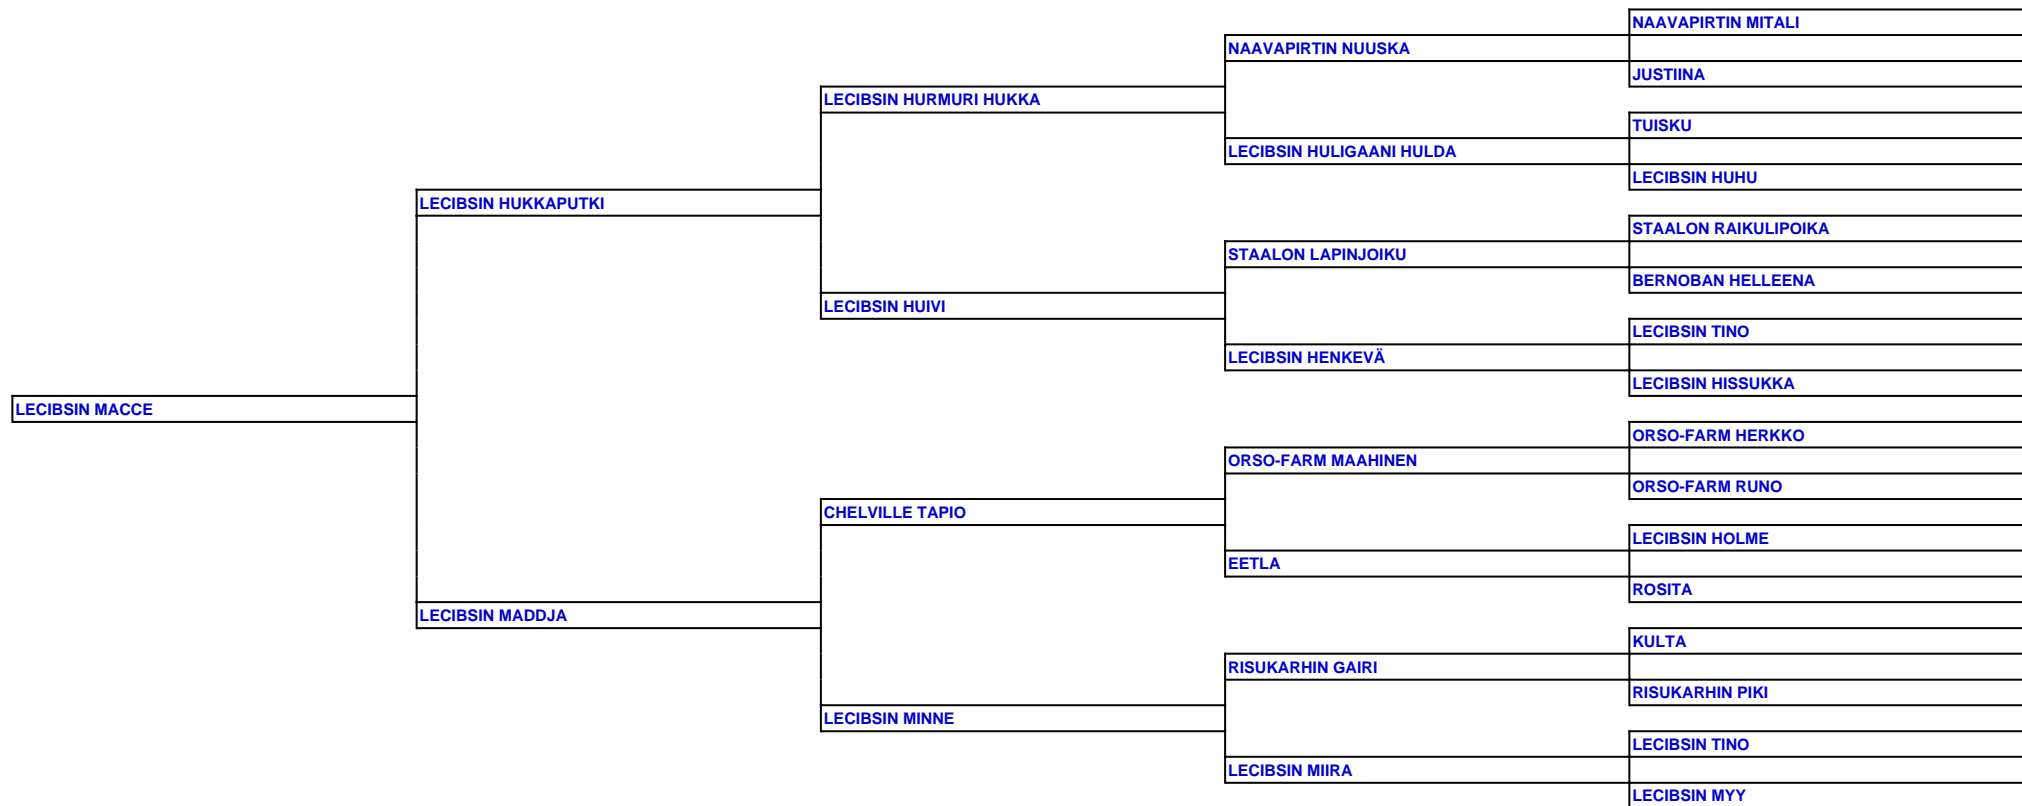 NAAVAPIRTIN MITALI
NAAVAPIRTIN NUUSKA
JUSTIINA
LECIBSIN HURMURI HUKKA
TUISKU
LECIBSIN HULIGAANI HULDA
LECIBSIN HUHU
LECIBSIN HUKKAPUTKI
STAALON RAIKULIPOIKA
STAALON LAPINJOIKU
BERNOBAN HELLEENA
LECIBSIN HUIVI
LECIBSIN TINO
LECIBSIN HENKEVÄ
LECIBSIN HISSUKKA
LECIBSIN MACCE
ORSO-FARM HERKKO
ORSO-FARM MAAHINEN
ORSO-FARM RUNO
CHELVILLE TAPIO
LECIBSIN HOLME
EETLA
ROSITA
LECIBSIN MADDJA
KULTA
RISUKARHIN GAIRI
RISUKARHIN PIKI
LECIBSIN MINNE
LECIBSIN TINO
LECIBSIN MIIRA
LECIBSIN MYY